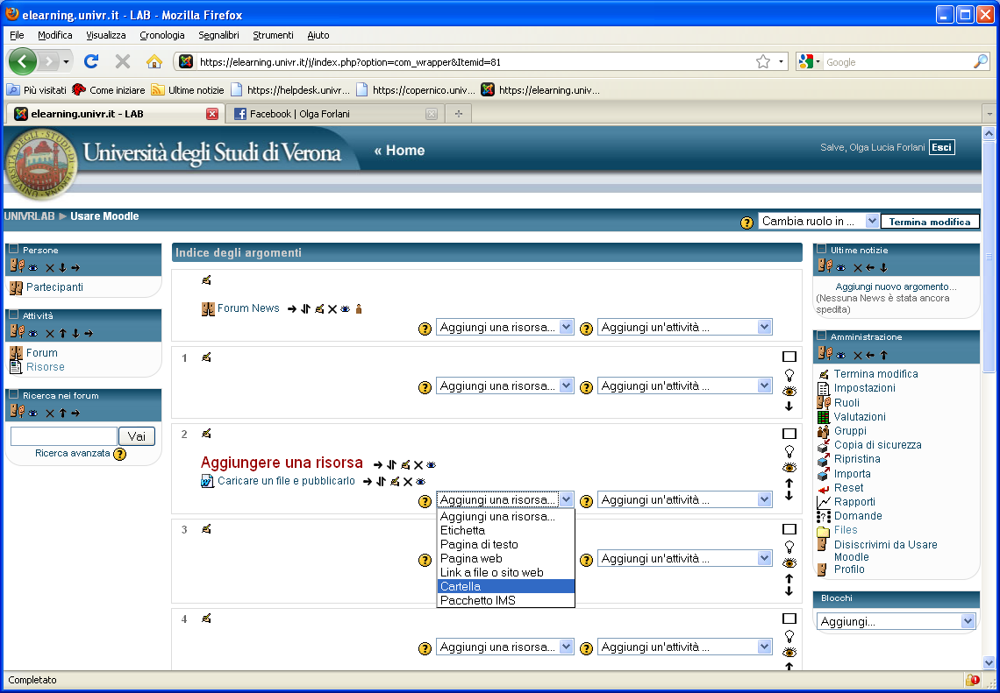 elearning.univr.it - LAB - Mozilla Firefox
File Modifica Visualizza Cronologia Segnalibri Strumenti Aiuto
https://elearning.univr.it/j/index.php?option=com_wrapper&Itemid=81
Google
Più visitati Come iniziare Ultime notizie https://helpdesk.univr... https://copernico.univ... https://elearning.univ...
elearning.univr.it - LAB Facebook | Olga Forlani
Università degli Studi di Verona
« Home
Salve, Olga Lucia Forlani Esci
UNIVRLAB ► Usare Moodle
Cambia ruolo in ... Termina modifica
Persone
Partecipanti
Attività
Forum
Risorse
Ricerca nei forum
Vai
Ricerca avanzata
Indice degli argomenti
Forum News
Aggiungi una risorsa... Aggiungi un'attività ...
1
Aggiungi una risorsa... Aggiungi un'attività ...
2
Aggiungere una risorsa
Caricare un file e pubblicarlo
Aggiungi una risorsa... Aggiungi un'attività ...
Aggiungi una risorsa...
Etichetta
Pagina di testo
Pagina web
Link a file o sito web
Cartella
Pacchetto IMS
3
Aggiungi un'attività ...
4
Aggiungi una risorsa... Aggiungi un'attività ...
Ultime notizie
Aggiungi nuovo argomento...
(Nessuna News è stata ancora
spedita)
Amministrazione
Termina modifica
Impostazioni
Ruoli
Valutazioni
Gruppi
Copia di sicurezza
Ripristina
Importa
Reset
Rapporti
Domande
Files
Disiscrivimi da Usare
Moodle
Profilo
Blocchi
Aggiungi...
Completato